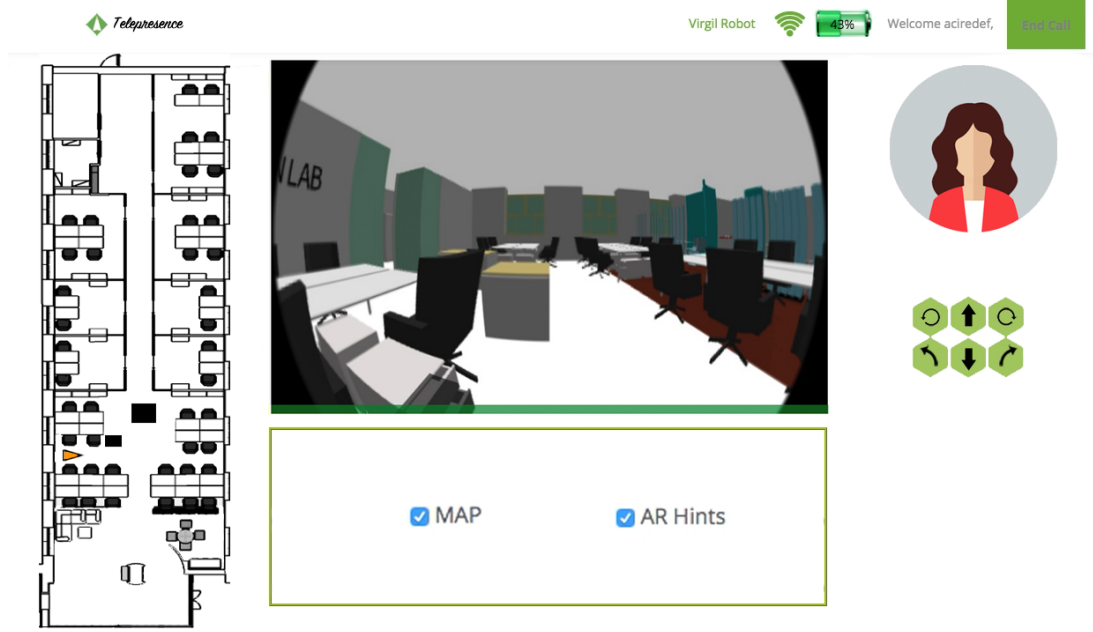 Telepresence
Virgil Robot
43%
Welcome aciredef,
End Call
N LAB
MAP
AR Hints